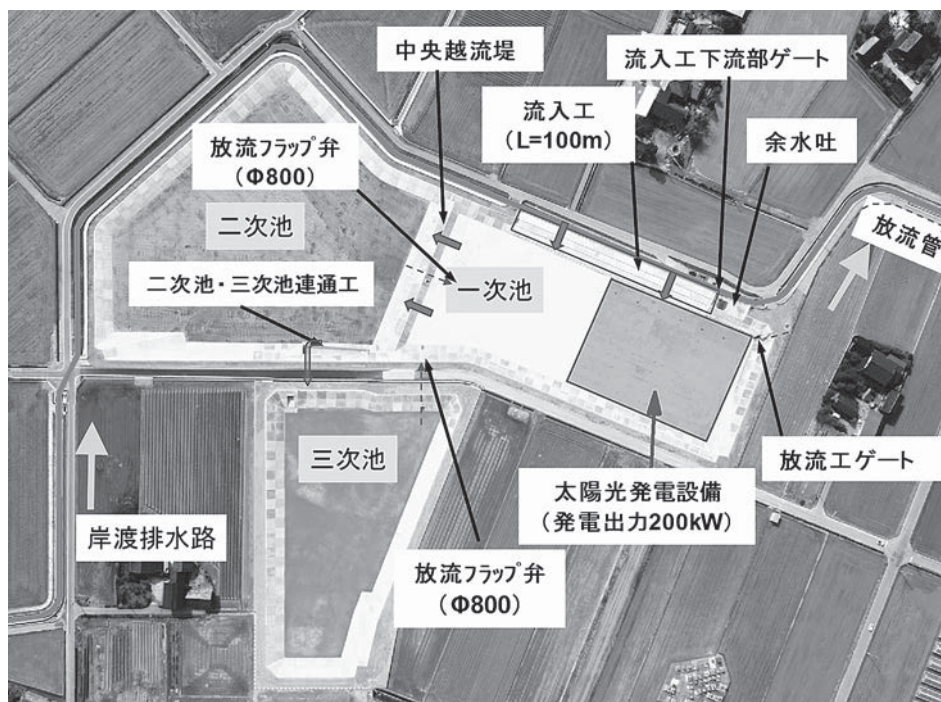 中央越流堤
流入工下流部ゲート
流入工
（L=100m）
余水吐
放流フラップ弁
（Φ800）
二次池
放流管
二次池・三次池連通工
一次池
三次池
放流工ゲート
太陽光発電設備
（発電出力200kW）
岸渡排水路
放流フラップ弁
（Φ800）